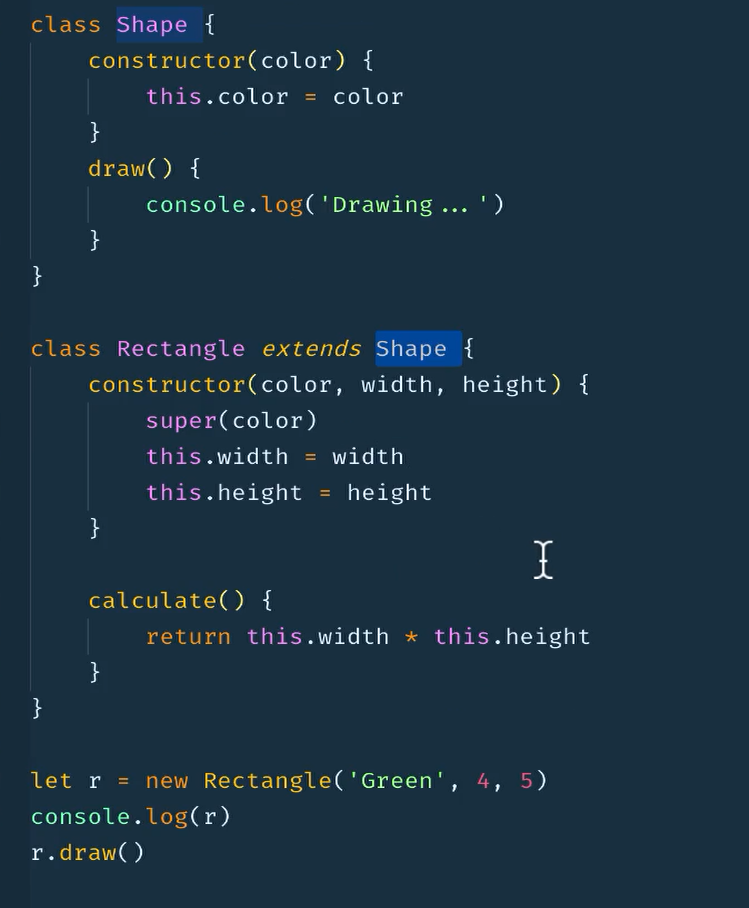 class Shape {
    constructor(color) {
        this.color = color
    }
    draw() {
        console.log('Drawing...')
    }
}

class Rectangle extends Shape {
    constructor(color, width, height) {
        super(color)
        this.width = width
        this.height = height
    }

    calculate() {
        return this.width * this.height
    }
}

let r = new Rectangle('Green', 4, 5)
console.log(r)
r.draw()